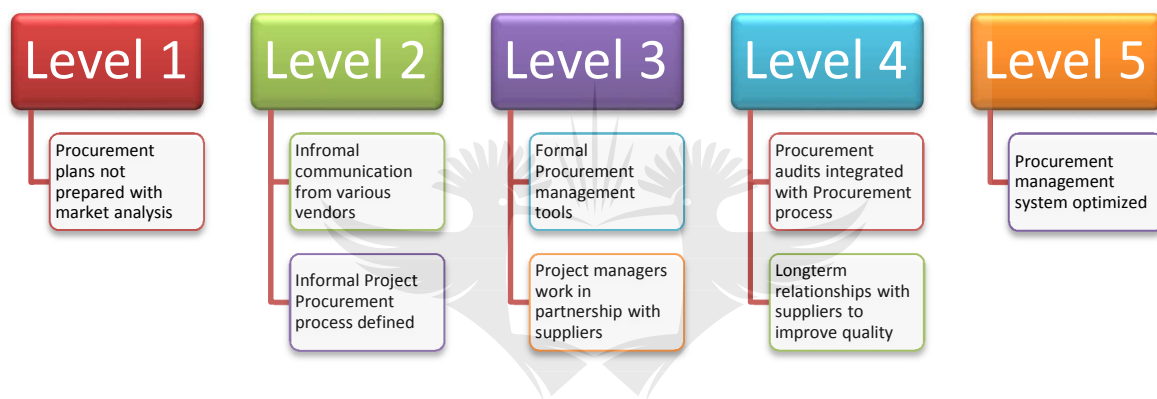 Level 1
Procurement
plans not
prepared with
market analysis
Level 2
Infromal
communication
from various
vendors
Informal Project
Procurement
process defined
Level 3
Formal
Procurement
management
tools
Project managers
work in
partnership with
suppliers
Level 4
Procurement
audits integrated
with Procurement
process
Longterm
relationships with
suppliers to
improve quality
Level 5
Procurement
management
system optimized